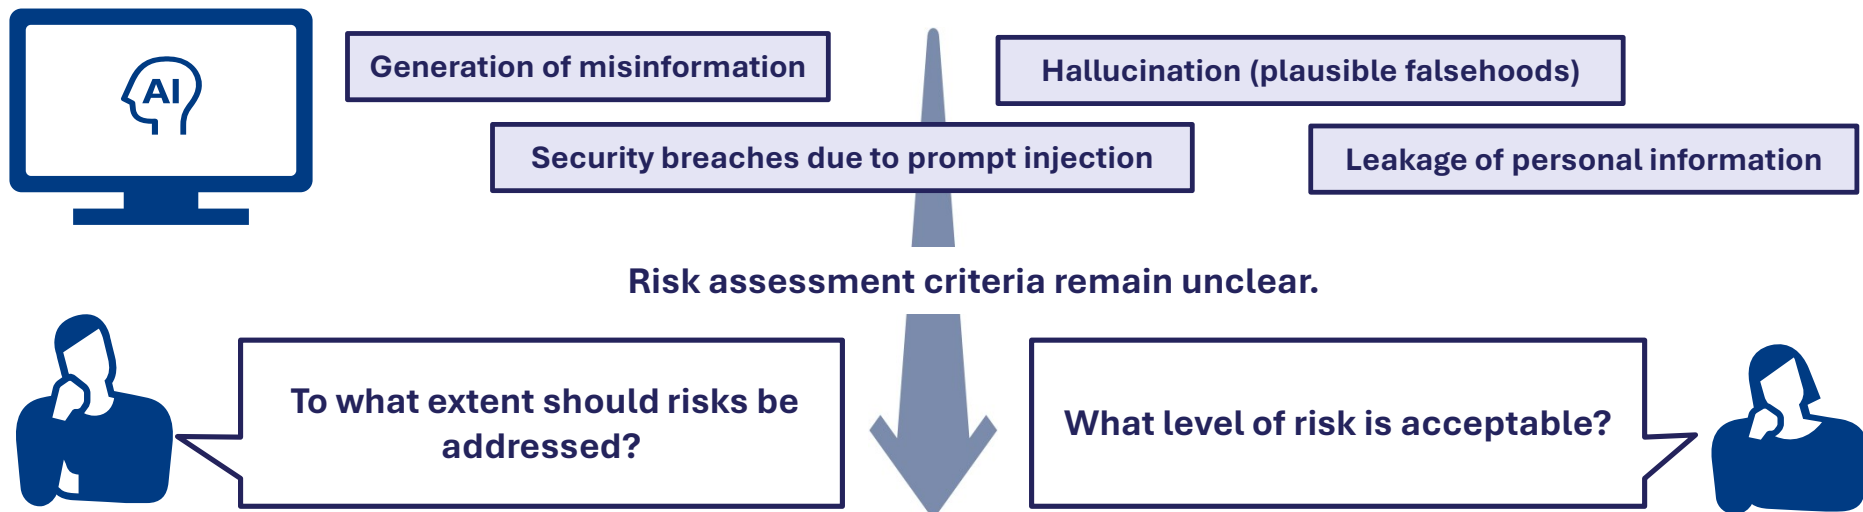 AI
Generation of misinformation
Hallucination (plausible falsehoods)
Security breaches due to prompt injection
Leakage of personal information
Risk assessment criteria remain unclear.
To what extent should risks be
addressed?
What level of risk is acceptable?